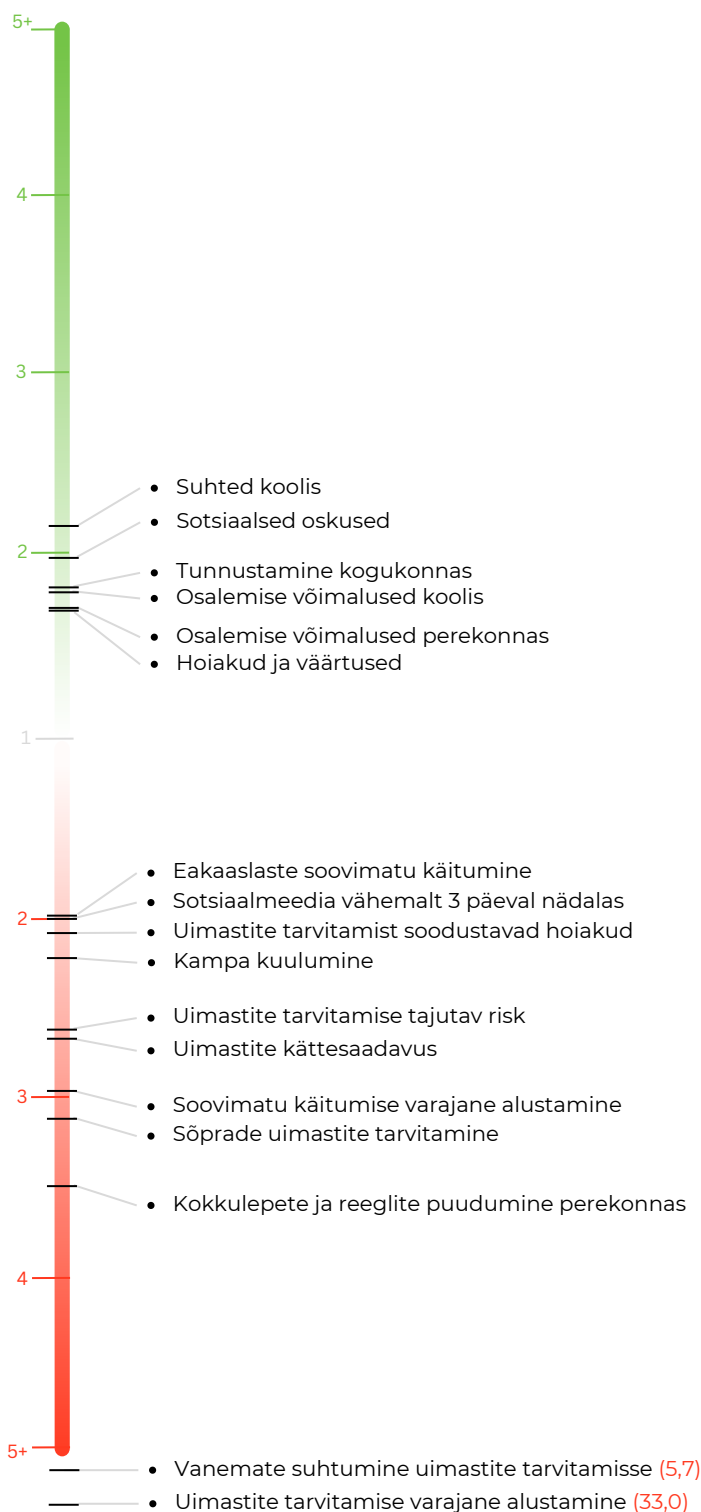 5+
4
3
• Suhted koolis
• Sotsiaalsed oskused
2
• Tunnustamine kogukonnas
• Osalemise võimalused koolis
• Osalemise võimalused perekonnas
• Hoiakud ja väärtused
1
• Eakaaslaste soovimatu käitumine
• Sotsiaalmeedia vähemalt 3 päeval nädalas
2
• Uimastite tarvitamist soodustavad hoiakud
• Kampa kuulumine
• Uimastite tarvitamise tajutav risk
• Uimastite kättesaadavus
3
• Soovimatu käitumise varajane alustamine
• Sõprade uimastite tarvitamine
• Kokkulepete ja reeglite puudumine perekonnas
4
5+
• Vanemate suhtumine uimastite tarvitamisse (5,7)
• Uimastite tarvitamise varajane alustamine (33,0)